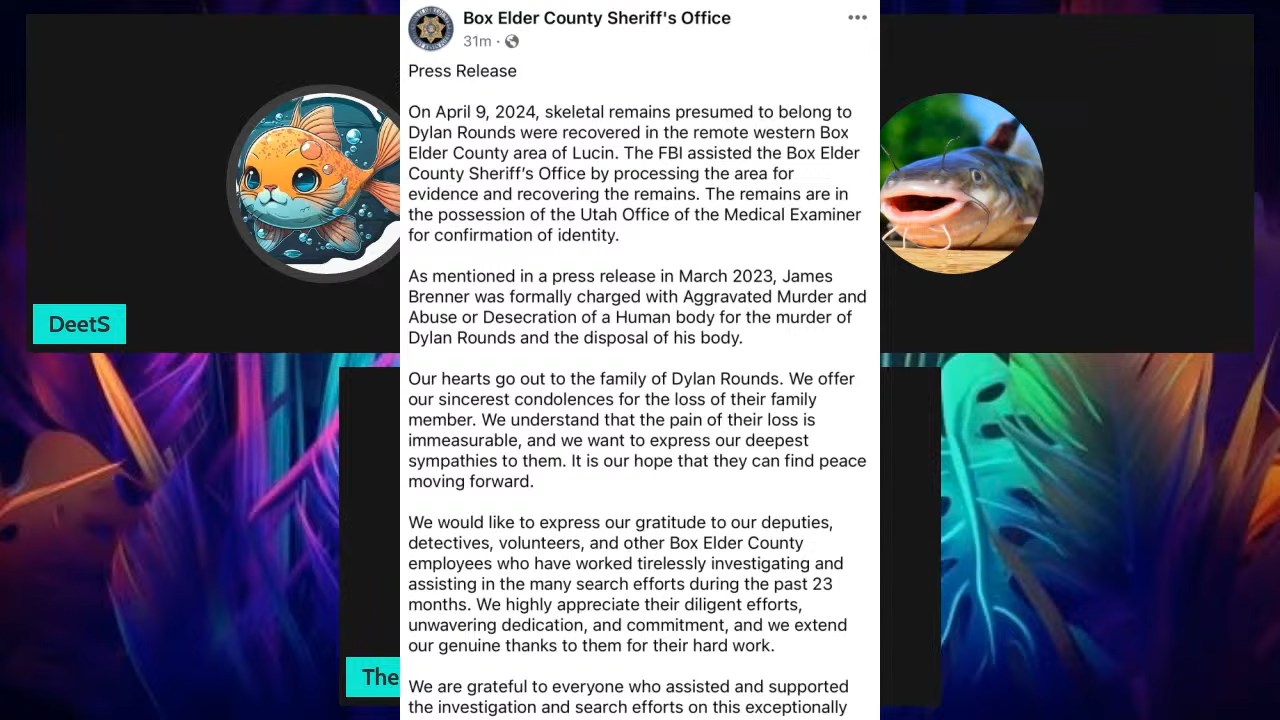 Box Elder County Sheriff's Office
31m ·
Press Release
On April 9, 2024, skeletal remains presumed to belong to
Dylan Rounds were recovered in the remote western Box
Elder County area of Lucin. The FBI assisted the Box Elder
County Sheriff's Office by processing the area for
evidence and recovering the remains. The remains are in
the possession of the Utah Office of the Medical Examiner
for confirmation of identity.
As mentioned in a press release in March 2023, James
Brenner was formally charged with Aggravated Murder and
Abuse or Desecration of a Human body for the murder of
Dylan Rounds and the disposal of his body.
Our hearts go out to the family of Dylan Rounds. We offer
our sincerest condolences for the loss of their family
member. We understand that the pain of their loss is
immeasurable, and we want to express our deepest
sympathies to them. It is our hope that they can find peace
moving forward.
We would like to express our gratitude to our deputies,
detectives, volunteers, and other Box Elder County
employees who have worked tirelessly investigating and
assisting in the many search efforts during the past 23
months. We highly appreciate their diligent efforts,
unwavering dedication, and commitment, and we extend
our genuine thanks to them for their hard work.
We are grateful to everyone who assisted and supported
the investigation and search efforts on this exceptionally
DeetS
The